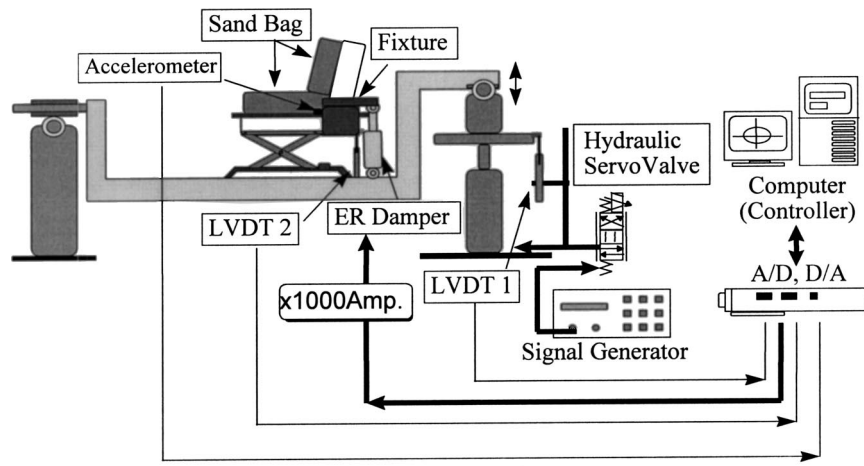 Sand Bag
Fixture
Accelerometer
Hydraulic
ServoValve
Computer
(Controller)
LVDT 2
ER Damper
LVDT 1
A/D, D/A
x1000Amp.
Signal Generator